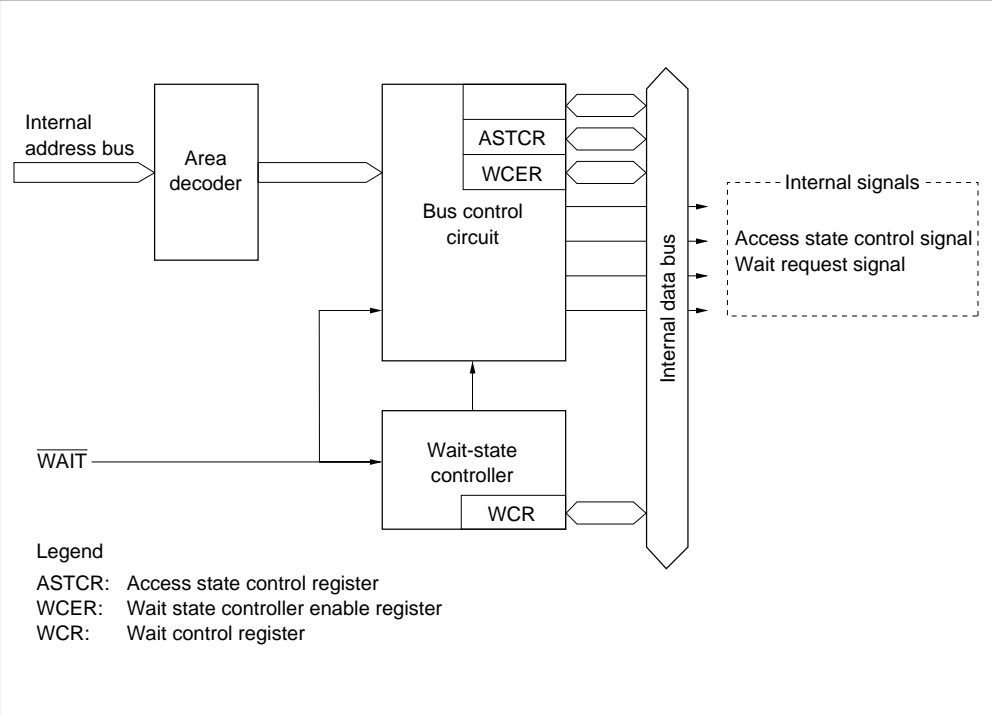 Internal
address bus
Area
decoder
ASTCR
WCER
Bus control
circuit
Internal data bus
Internal signals
Access state control signal
Wait request signal
WAIT
Wait-state
controller
WCR
Legend
ASTCR: Access state control register
WCER: Wait state controller enable register
WCR: Wait control register